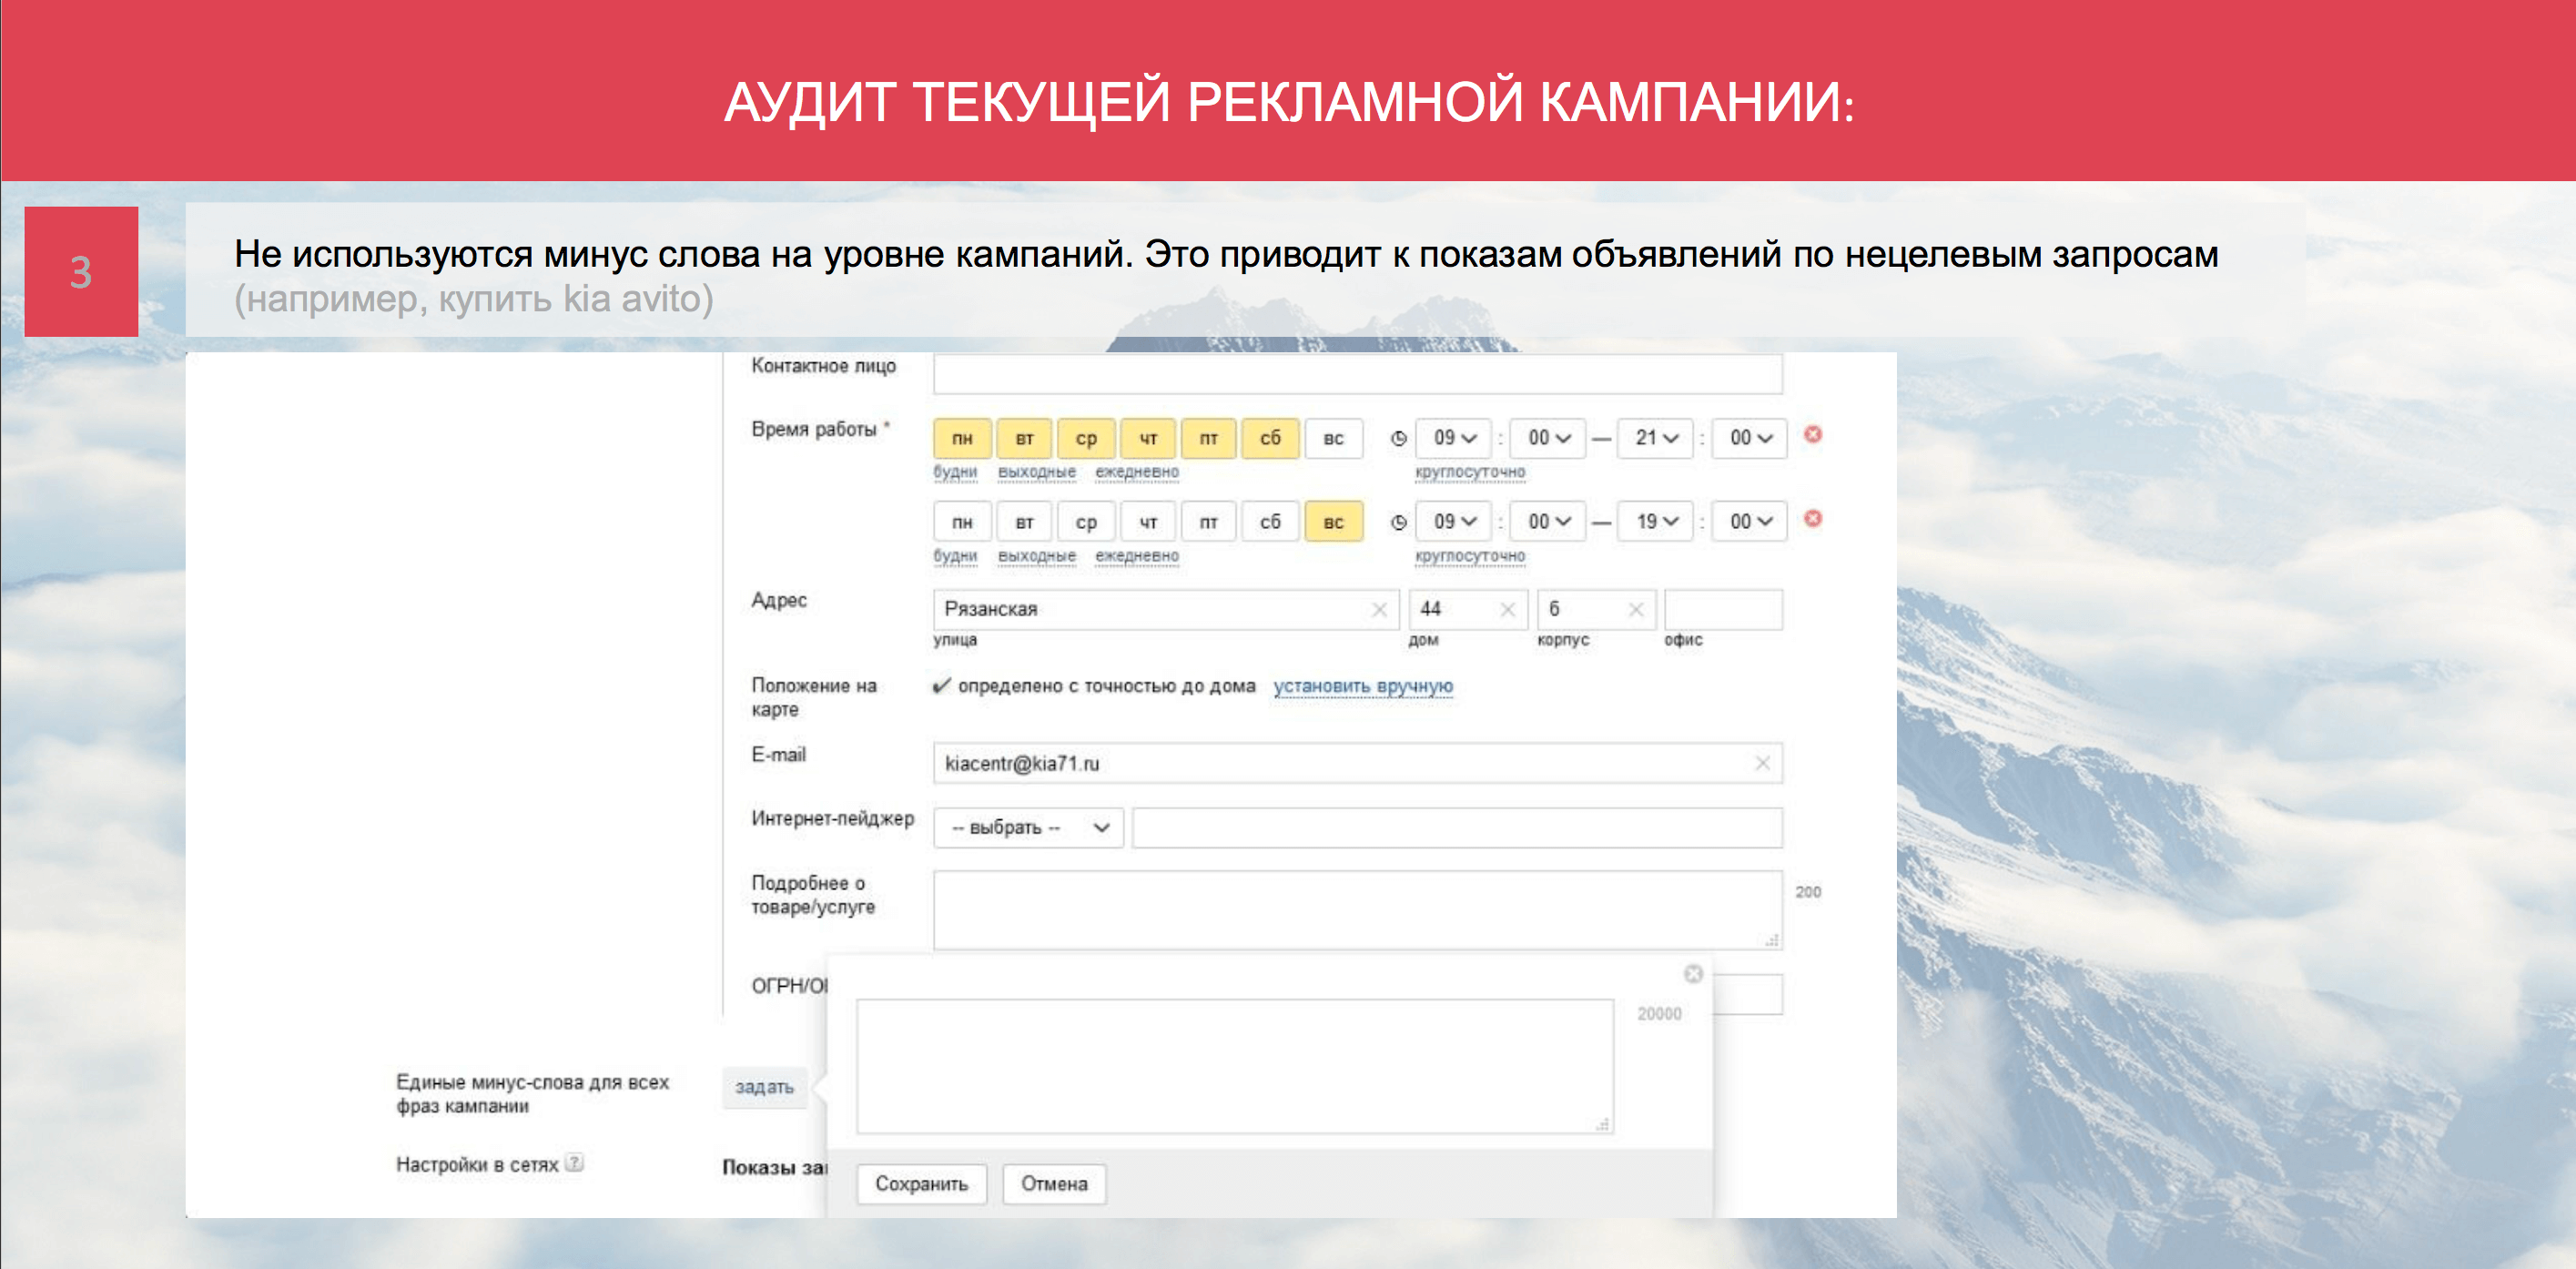 АУДИТ ТЕКУЩЕЙ РЕКЛАМНОЙ КАМПАНИИ:
3
Не используются минус слова на уровне кампаний. Это приводит к показам объявлений по нецелевым запросам
(например, купить kia avito)
Контактное лицо
Время работы *
пн вт ср чт пт сб вс 09 : 00 — 21 : 00
будни выходные ежедневно круглосуточно
пн вт ср чт пт сб вс 09 : 00 — 19 : 00
будни выходные ежедневно круглосуточно
Адрес Рязанская 44 6
улица дом корпус офис
Положение на
карте
определено с точностью до дома установить вручную
E-mail kiacentr@kia71.ru
Интернет-пейджер -- выбрать --
Подробнее о
товаре/услуге
200
ОГРН/О
20000
Единые минус-слова для всех
фраз кампании
задать
Настройки в сетях ? Показы за
Сохранить Отмена